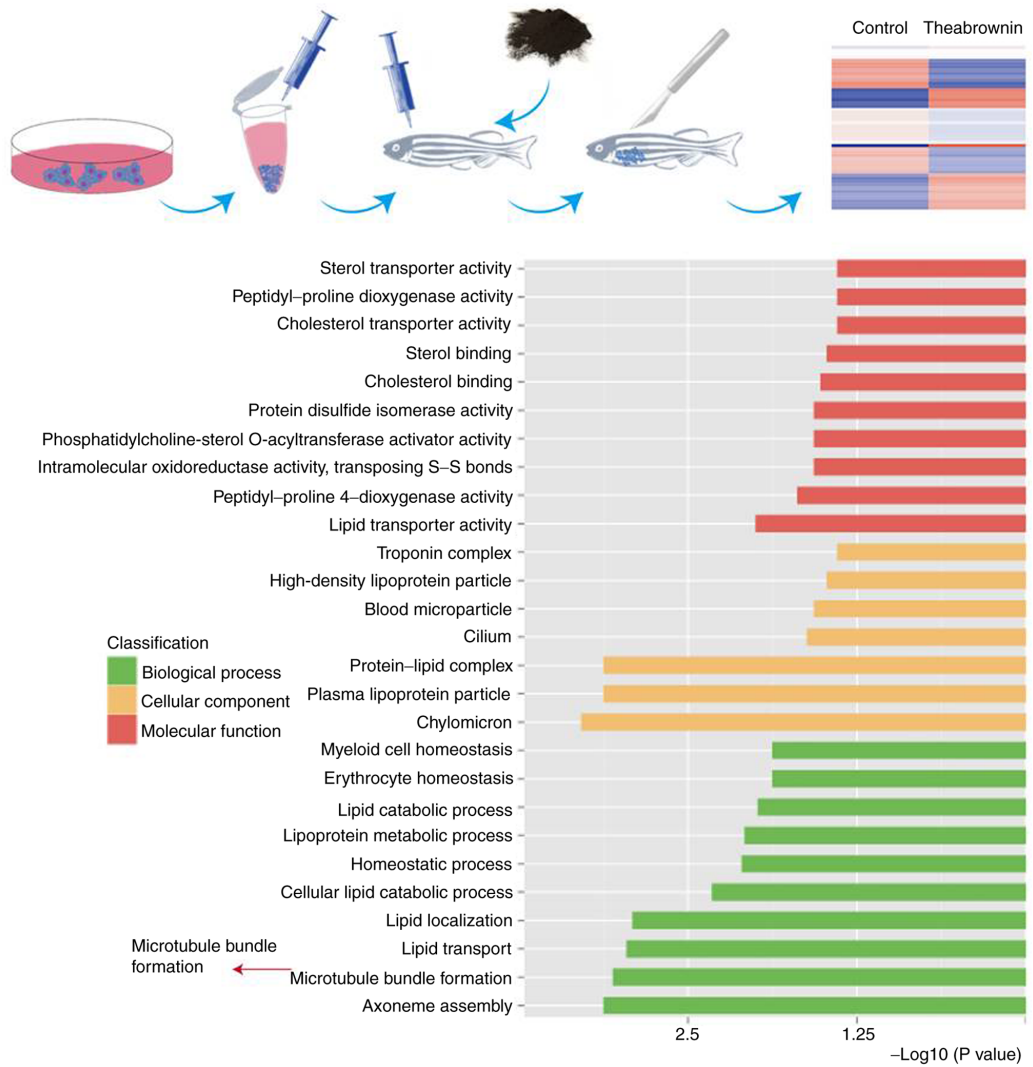 Control Theabrownin
Sterol transporter activity
Peptidyl–proline dioxygenase activity
Cholesterol transporter activity
Sterol binding
Cholesterol binding
Protein disulfide isomerase activity
Phosphatidylcholine-sterol O-acyltransferase activator activity
Intramolecular oxidoreductase activity, transposing S–S bonds
Peptidyl–proline 4–dioxygenase activity
Lipid transporter activity
Troponin complex
High-density lipoprotein particle
Blood microparticle
Cilium
Protein–lipid complex
Plasma lipoprotein particle
Chylomicron
Myeloid cell homeostasis
Erythrocyte homeostasis
Lipid catabolic process
Lipoprotein metabolic process
Homeostatic process
Cellular lipid catabolic process
Lipid localization
Lipid transport
Microtubule bundle formation
Axoneme assembly
Classification
Biological process
Cellular component
Molecular function
Microtubule bundle
formation
2.5 1.25
–Log10 (P value)